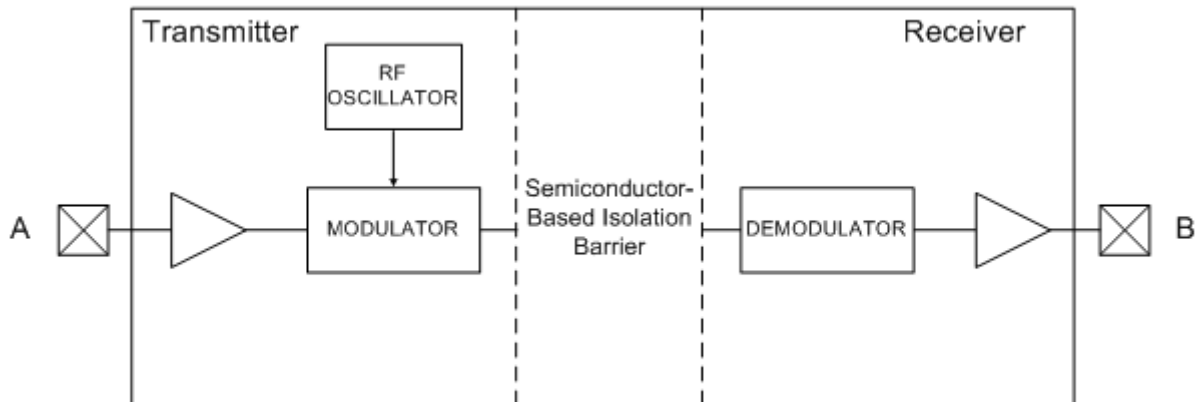 Transmitter
Receiver
RF
OSCILLATOR
A
MODULATOR
Semiconductor-
Based Isolation
Barrier
DEMODULATOR
B